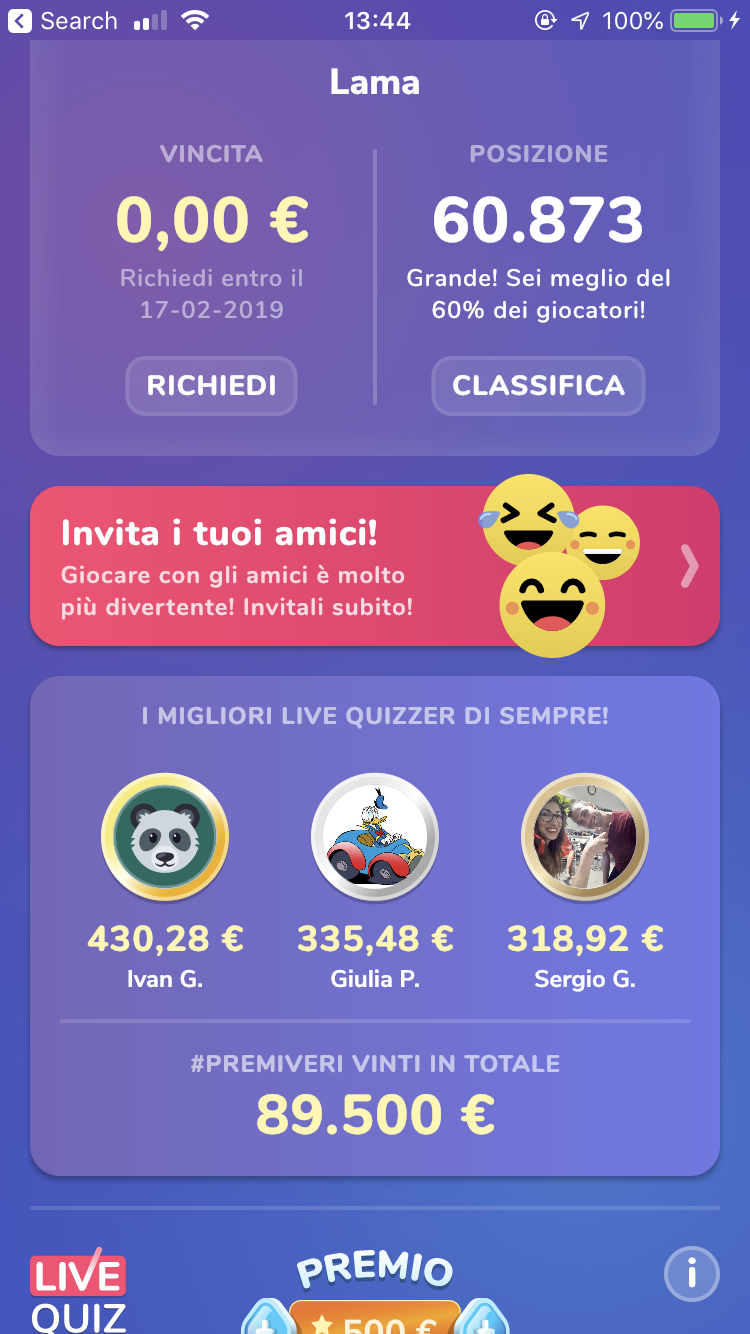 Search
13:44
100%
Lama
VINCITA
POSIZIONE
0,00 €
60.873
Richiedi entro il
17-02-2019
Grande! Sei meglio del
60% dei giocatori!
RICHIEDI
CLASSIFICA
Invita i tuoi amici!
Giocare con gli amici è molto
più divertente! Invitali subito!
I MIGLIORI LIVE QUIZZER DI SEMPRE!
430,28 €
335,48 €
318,92 €
Ivan G.
Giulia P.
Sergio G.
#PREMIVERI VINTI IN TOTALE
89.500 €
LIVE
QUIZ
PREMIO
500 €
i